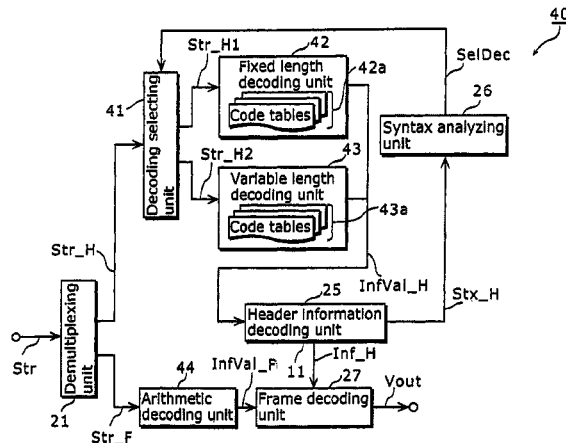 40
Str_H1
42
Fixed length
decoding unit
42a
Code tables
SelDec
26
Syntax analyzing
unit
41
Decoding selecting
unit
Str_H2
43
Variable length
decoding unit
43a
Code tables
Str_H
InfVal_H
Stx_H
25
Header information
decoding unit
11
Inf_H
Str
Demultiplexing
unit
21
Str_F
44
Arithmetic
decoding unit
InfVal_F
27
Frame decoding
unit
Vout